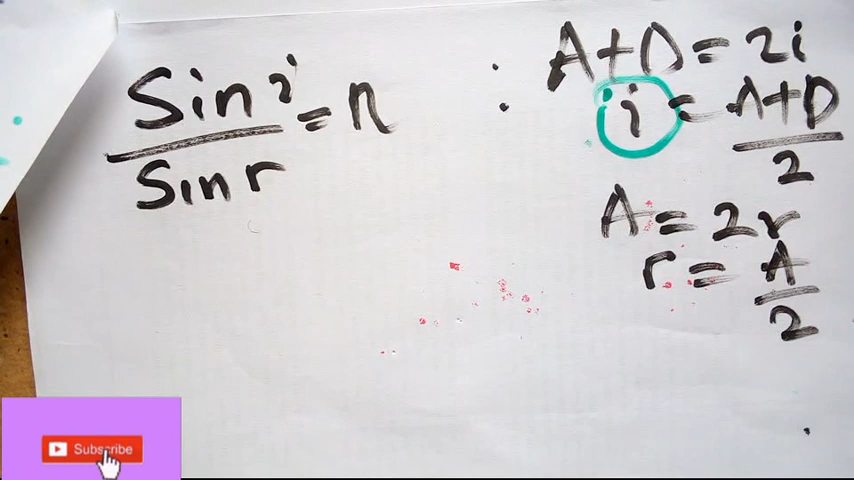 Sin i
———— = n
Sin r
A+D = 2i
i = A+D
———
2
A = 2r
r = A
—
2
Subscribe